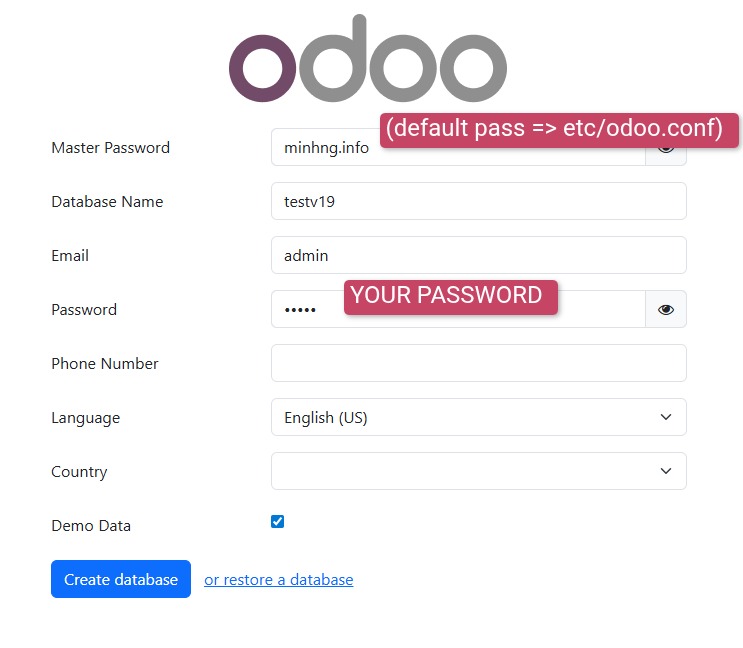 odoo
(default pass => etc/odoo.conf)
Master Password minhng.info
Database Name testv19
Email admin
YOUR PASSWORD
Password •••••
Phone Number
Language English (US)
Country
Demo Data
Create database or restore a database